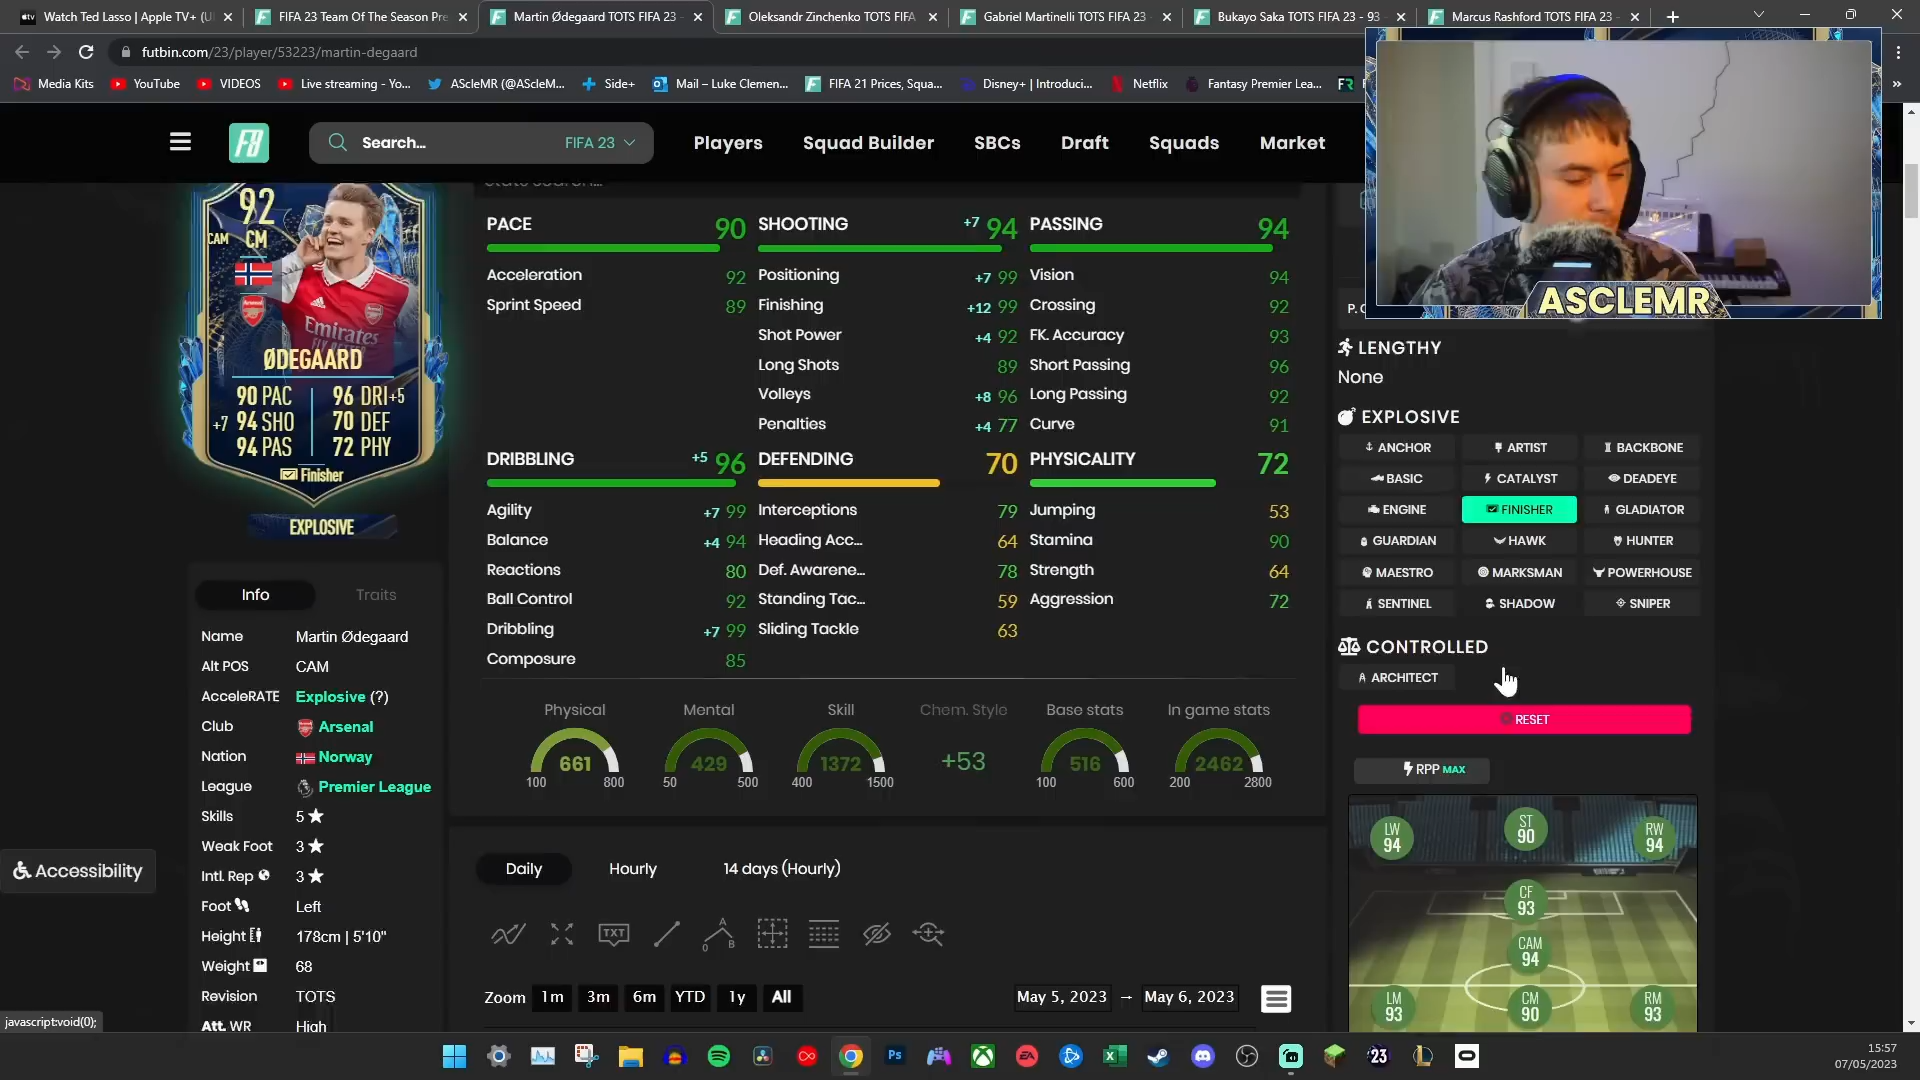 Watch Ted Lasso | Apple TV+ (U
FIFA 23 Team Of The Season Pre
Martin Ødegaard TOTS FIFA 23 -
Oleksandr Zinchenko TOTS FIFA
Gabriel Martinelli TOTS FIFA 23 -
Bukayo Saka TOTS FIFA 23 - 93
Marcus Rashford TOTS FIFA 23 -
futbin.com/23/player/53223/martin-degaard
Media Kits
YouTube
VIDEOS
Live streaming - Yo...
AScleMR (@AScleM...
Side+
Mail – Luke Clemen...
FIFA 21 Prices, Squa...
Disney+ | Introduci...
Netflix
Fantasy Premier Lea...
F8
Search...
FIFA 23
Players
Squad Builder
SBCs
Draft
Squads
Market
ASCLEMR
92
CAM CM
Emirates
ØDEGAARD
90 PAC 96 DRI+5
+7 94 SHO 70 DEF
94 PAS 72 PHY
Finisher
EXPLOSIVE
PACE 90
Acceleration 92
Sprint Speed 89
SHOOTING +7 94
Positioning +7 99
Finishing +12 99
Shot Power +4 92
Long Shots 89
Volleys +8 96
Penalties +4 77
PASSING 94
Vision 94
Crossing 92
FK. Accuracy 93
Short Passing 96
Long Passing 92
Curve 91
DRIBBLING +5 96
Agility +7 99
Balance +4 94
Reactions 80
Ball Control 92
Dribbling +7 99
Composure 85
DEFENDING 70
Interceptions 79
Heading Acc... 64
Def. Awarene... 78
Standing Tac... 59
Sliding Tackle 63
PHYSICALITY 72
Jumping 53
Stamina 90
Strength 64
Aggression 72
Physical 661 100 800
Mental 429 50 500
Skill 1372 400 1500
Chem. Style +53
Base stats 516 100 600
In game stats 2462 200 2800
LENGTHY
None
EXPLOSIVE
ANCHOR ARTIST BACKBONE
BASIC CATALYST DEADEYE
ENGINE FINISHER GLADIATOR
GUARDIAN HAWK HUNTER
MAESTRO MARKSMAN POWERHOUSE
SENTINEL SHADOW SNIPER
CONTROLLED
ARCHITECT
RESET
RPP MAX
LW 94
ST 90
RW 94
CF 93
CAM 94
LM 93
CM 90
RM 93
Info Traits
Name Martin Ødegaard
Alt POS CAM
AcceleRATE Explosive (?)
Club Arsenal
Nation Norway
League Premier League
Skills 5
Weak Foot 3
Intl. Rep 3
Foot Left
Height 178cm | 5'10"
Weight 68
Revision TOTS
Att. WR High
Accessibility
Daily Hourly 14 days (Hourly)
TXT
Zoom 1m 3m 6m YTD 1y All
May 5, 2023 → May 6, 2023
javascript:void(0);
15:57
07/05/2023